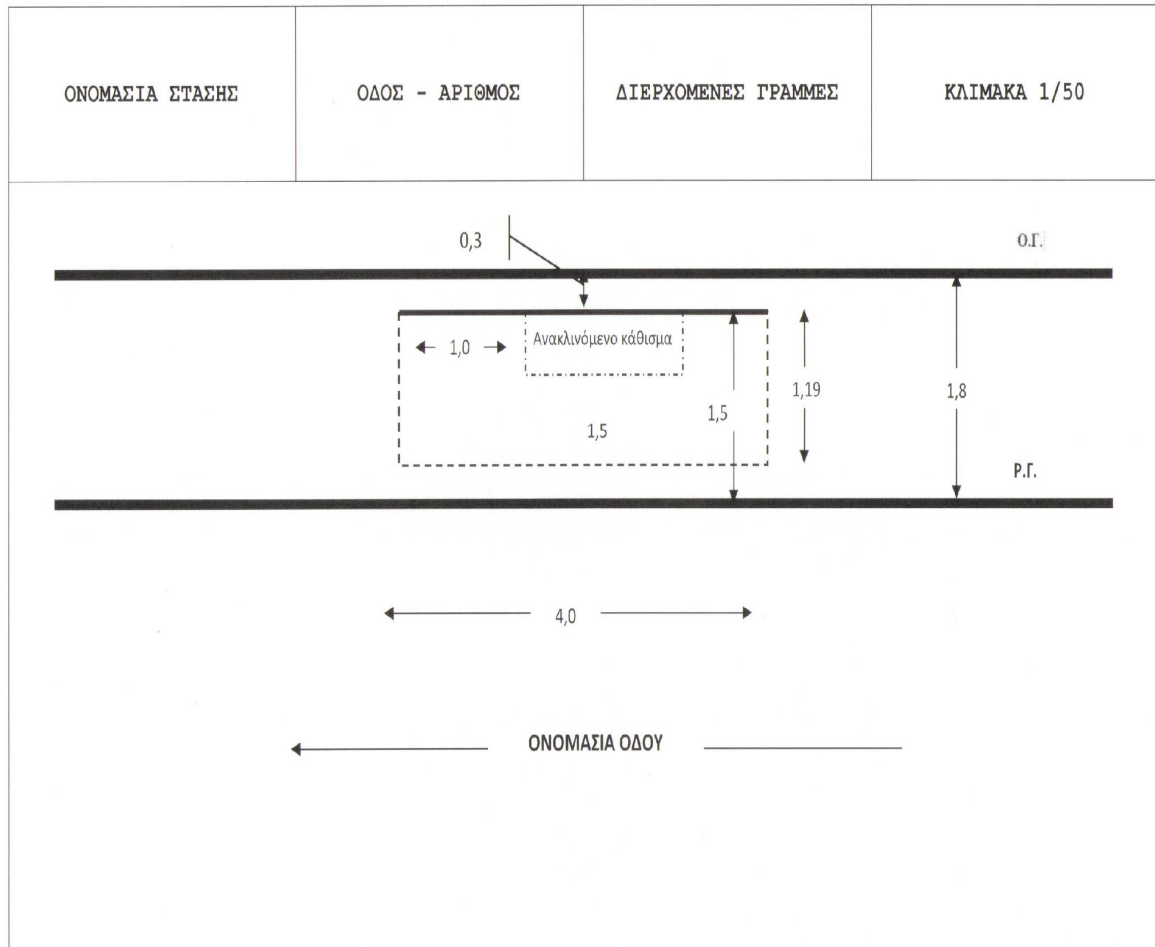 ΟΝΟΜΑΣΙΑ ΣΤΑΣΗΣ
ΟΔΟΣ - ΑΡΙΘΜΟΣ
ΔΙΕΡΧΟΜΕΝΕΣ ΓΡΑΜΜΕΣ
ΚΛΙΜΑΚΑ 1/50
0,3
Ο.Γ.
Ανακλινόμενο κάθισμα
1,0
1,19
1,8
1,5
1,5
Ρ.Γ.
4,0
ΟΝΟΜΑΣΙΑ ΟΔΟΥ